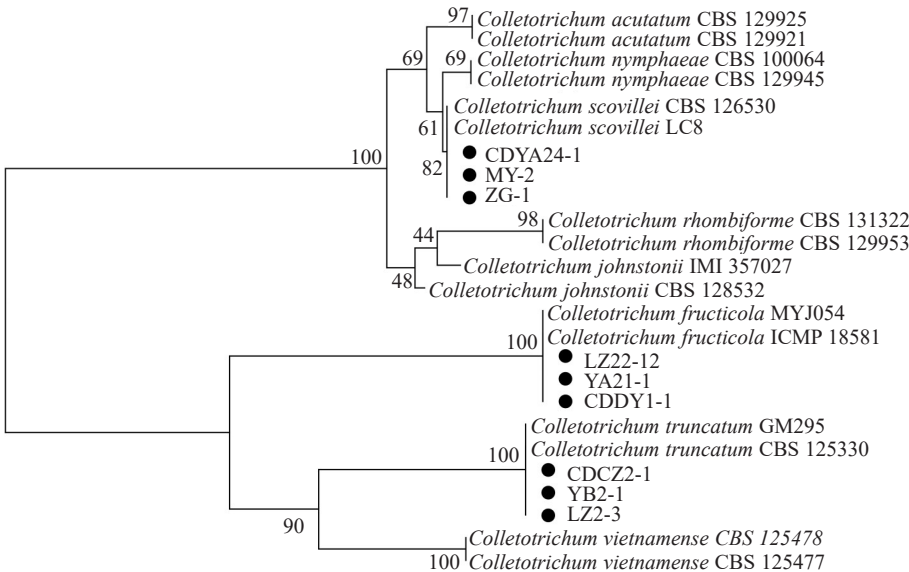 97 Colletotrichum acutatum CBS 129925
Colletotrichum acutatum CBS 129921
69 69 Colletotrichum nymphaeae CBS 100064
Colletotrichum nymphaeae CBS 129945
Colletotrichum scovillei CBS 126530
61 Colletotrichum scovillei LC8
100 CDYA24-1
82 MY-2
ZG-1
98 Colletotrichum rhombiforme CBS 131322
44 Colletotrichum rhombiforme CBS 129953
Colletotrichum johnstonii IMI 357027
48 Colletotrichum johnstonii CBS 128532
Colletotrichum fructicola MYJ054
100 Colletotrichum fructicola ICMP 18581
LZ22-12
YA21-1
CDDY1-1
Colletotrichum truncatum GM295
100 Colletotrichum truncatum CBS 125330
CDCZ2-1
YB2-1
90 LZ2-3
Colletotrichum vietnamense CBS 125478
100 Colletotrichum vietnamense CBS 125477